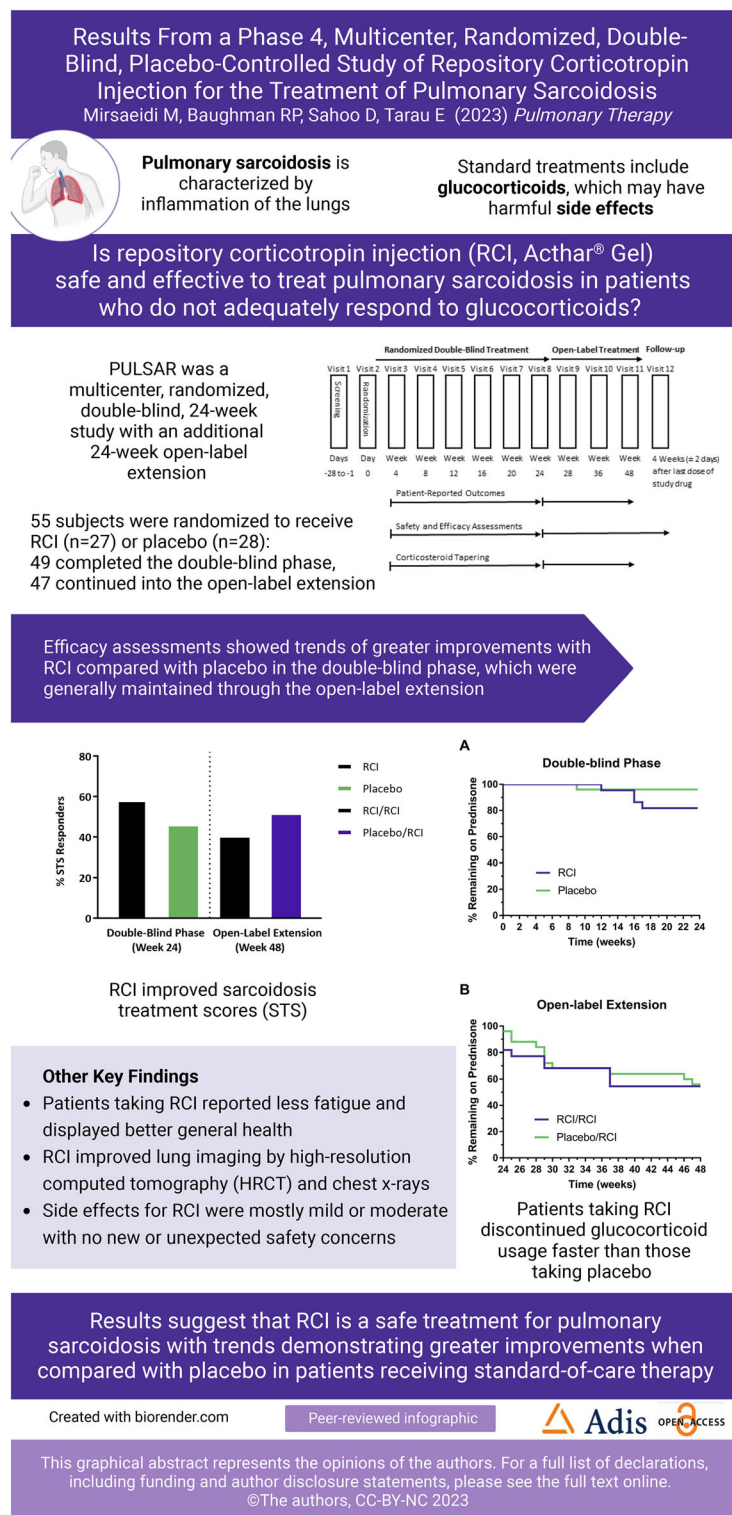 Results From a Phase 4, Multicenter, Randomized, Double-
Blind, Placebo-Controlled Study of Repository Corticotropin
Injection for the Treatment of Pulmonary Sarcoidosis
Mirsaeidi M, Baughman RP, Sahoo D, Tarau E (2023) Pulmonary Therapy
Pulmonary sarcoidosis is
characterized by
inflammation of the lungs
Standard treatments include
glucocorticoids, which may have
harmful side effects
Is repository corticotropin injection (RCI, Acthar® Gel)
safe and effective to treat pulmonary sarcoidosis in patients
who do not adequately respond to glucocorticoids?
PULSAR was a
multicenter, randomized,
double-blind, 24-week
study with an additional
24-week open-label
extension
55 subjects were randomized to receive
RCI (n=27) or placebo (n=28):
49 completed the double-blind phase,
47 continued into the open-label extension
Randomized Double-Blind Treatment Open-Label Treatment Follow-up
Visit 1 Visit 2 Visit 3 Visit 4 Visit 5 Visit 6 Visit 7 Visit 8 Visit 9 Visit 10 Visit 11 Visit 12
Screening
Randomization
Days Day Week Week Week Week Week Week Week Week Week 4 Weeks (± 2 days)
-28 to -1 0 4 8 12 16 20 24 28 36 48 after last dose of
study drug
Patient-Reported Outcomes
Safety and Efficacy Assessments
Corticosteroid Tapering
Efficacy assessments showed trends of greater improvements with
RCI compared with placebo in the double-blind phase, which were
generally maintained through the open-label extension
% STS Responders
80
60
40
20
0
Double-Blind Phase Open-Label Extension
(Week 24) (Week 48)
RCI
Placebo
RCI/RCI
Placebo/RCI
RCI improved sarcoidosis
treatment scores (STS)
A
Double-blind Phase
% Remaining on Prednisone
100
80
60
40
20
0
RCI
Placebo
0 2 4 6 8 10 12 14 16 18 20 22 24
Time (weeks)
B
Open-label Extension
% Remaining on Prednisone
100
80
60
40
20
0
RCI/RCI
Placebo/RCI
24 26 28 30 32 34 36 38 40 42 44 46 48
Time (weeks)
Patients taking RCI
discontinued glucocorticoid
usage faster than those
taking placebo
Other Key Findings
• Patients taking RCI reported less fatigue and
displayed better general health
• RCI improved lung imaging by high-resolution
computed tomography (HRCT) and chest x-rays
• Side effects for RCI were mostly mild or moderate
with no new or unexpected safety concerns
Results suggest that RCI is a safe treatment for pulmonary
sarcoidosis with trends demonstrating greater improvements when
compared with placebo in patients receiving standard-of-care therapy
Created with biorender.com
Peer-reviewed infographic
Adis
OPEN ACCESS
This graphical abstract represents the opinions of the authors. For a full list of declarations,
including funding and author disclosure statements, please see the full text online.
©The authors, CC-BY-NC 2023